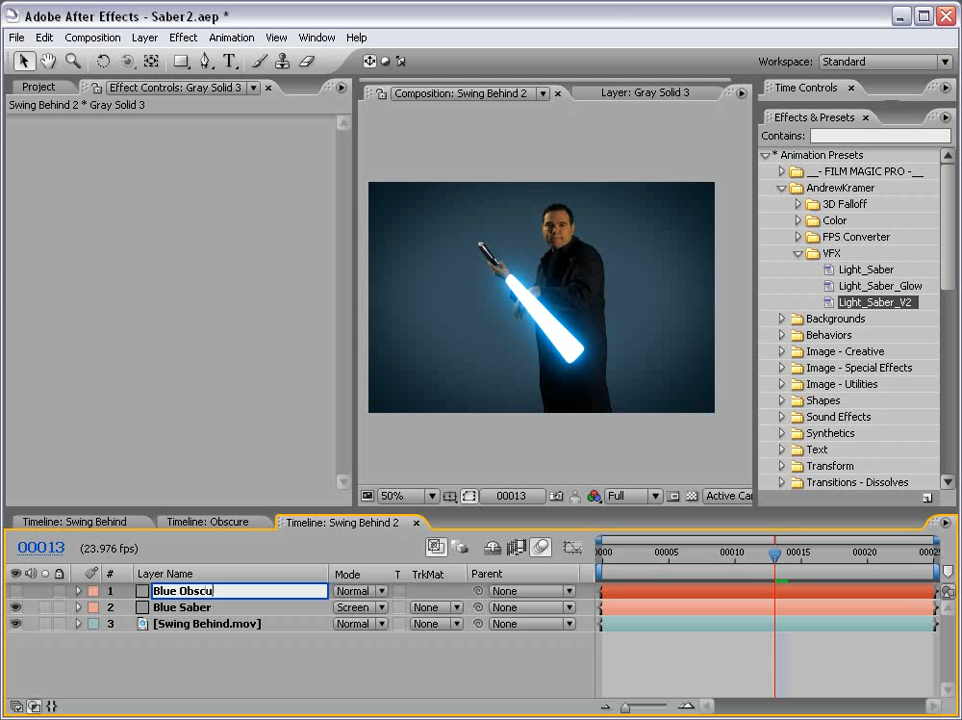 Adobe After Effects - Saber2.aep *
File Edit Composition Layer Effect Animation View Window Help
Workspace: Standard
Project Effect Controls: Gray Solid 3
Swing Behind 2 * Gray Solid 3
Composition: Swing Behind 2 Layer: Gray Solid 3
Time Controls
Effects & Presets
Contains:
* Animation Presets
__- FILM MAGIC PRO -__
AndrewKramer
3D Falloff
Color
FPS Converter
VFX
Light_Saber
Light_Saber_Glow
Light_Saber_V2
Backgrounds
Behaviors
Image - Creative
Image - Special Effects
Image - Utilities
Shapes
Sound Effects
Synthetics
Text
Transform
Transitions - Dissolves
50% 00013 Full Active Car
Timeline: Swing Behind Timeline: Obscure Timeline: Swing Behind 2
00013 (23.976 fps)
0000 00005 00010 00015 00020 00025
# Layer Name Mode T TrkMat Parent
1 Blue Obscu Normal None
2 Blue Saber Screen None None
3 [Swing Behind.mov] Normal None None